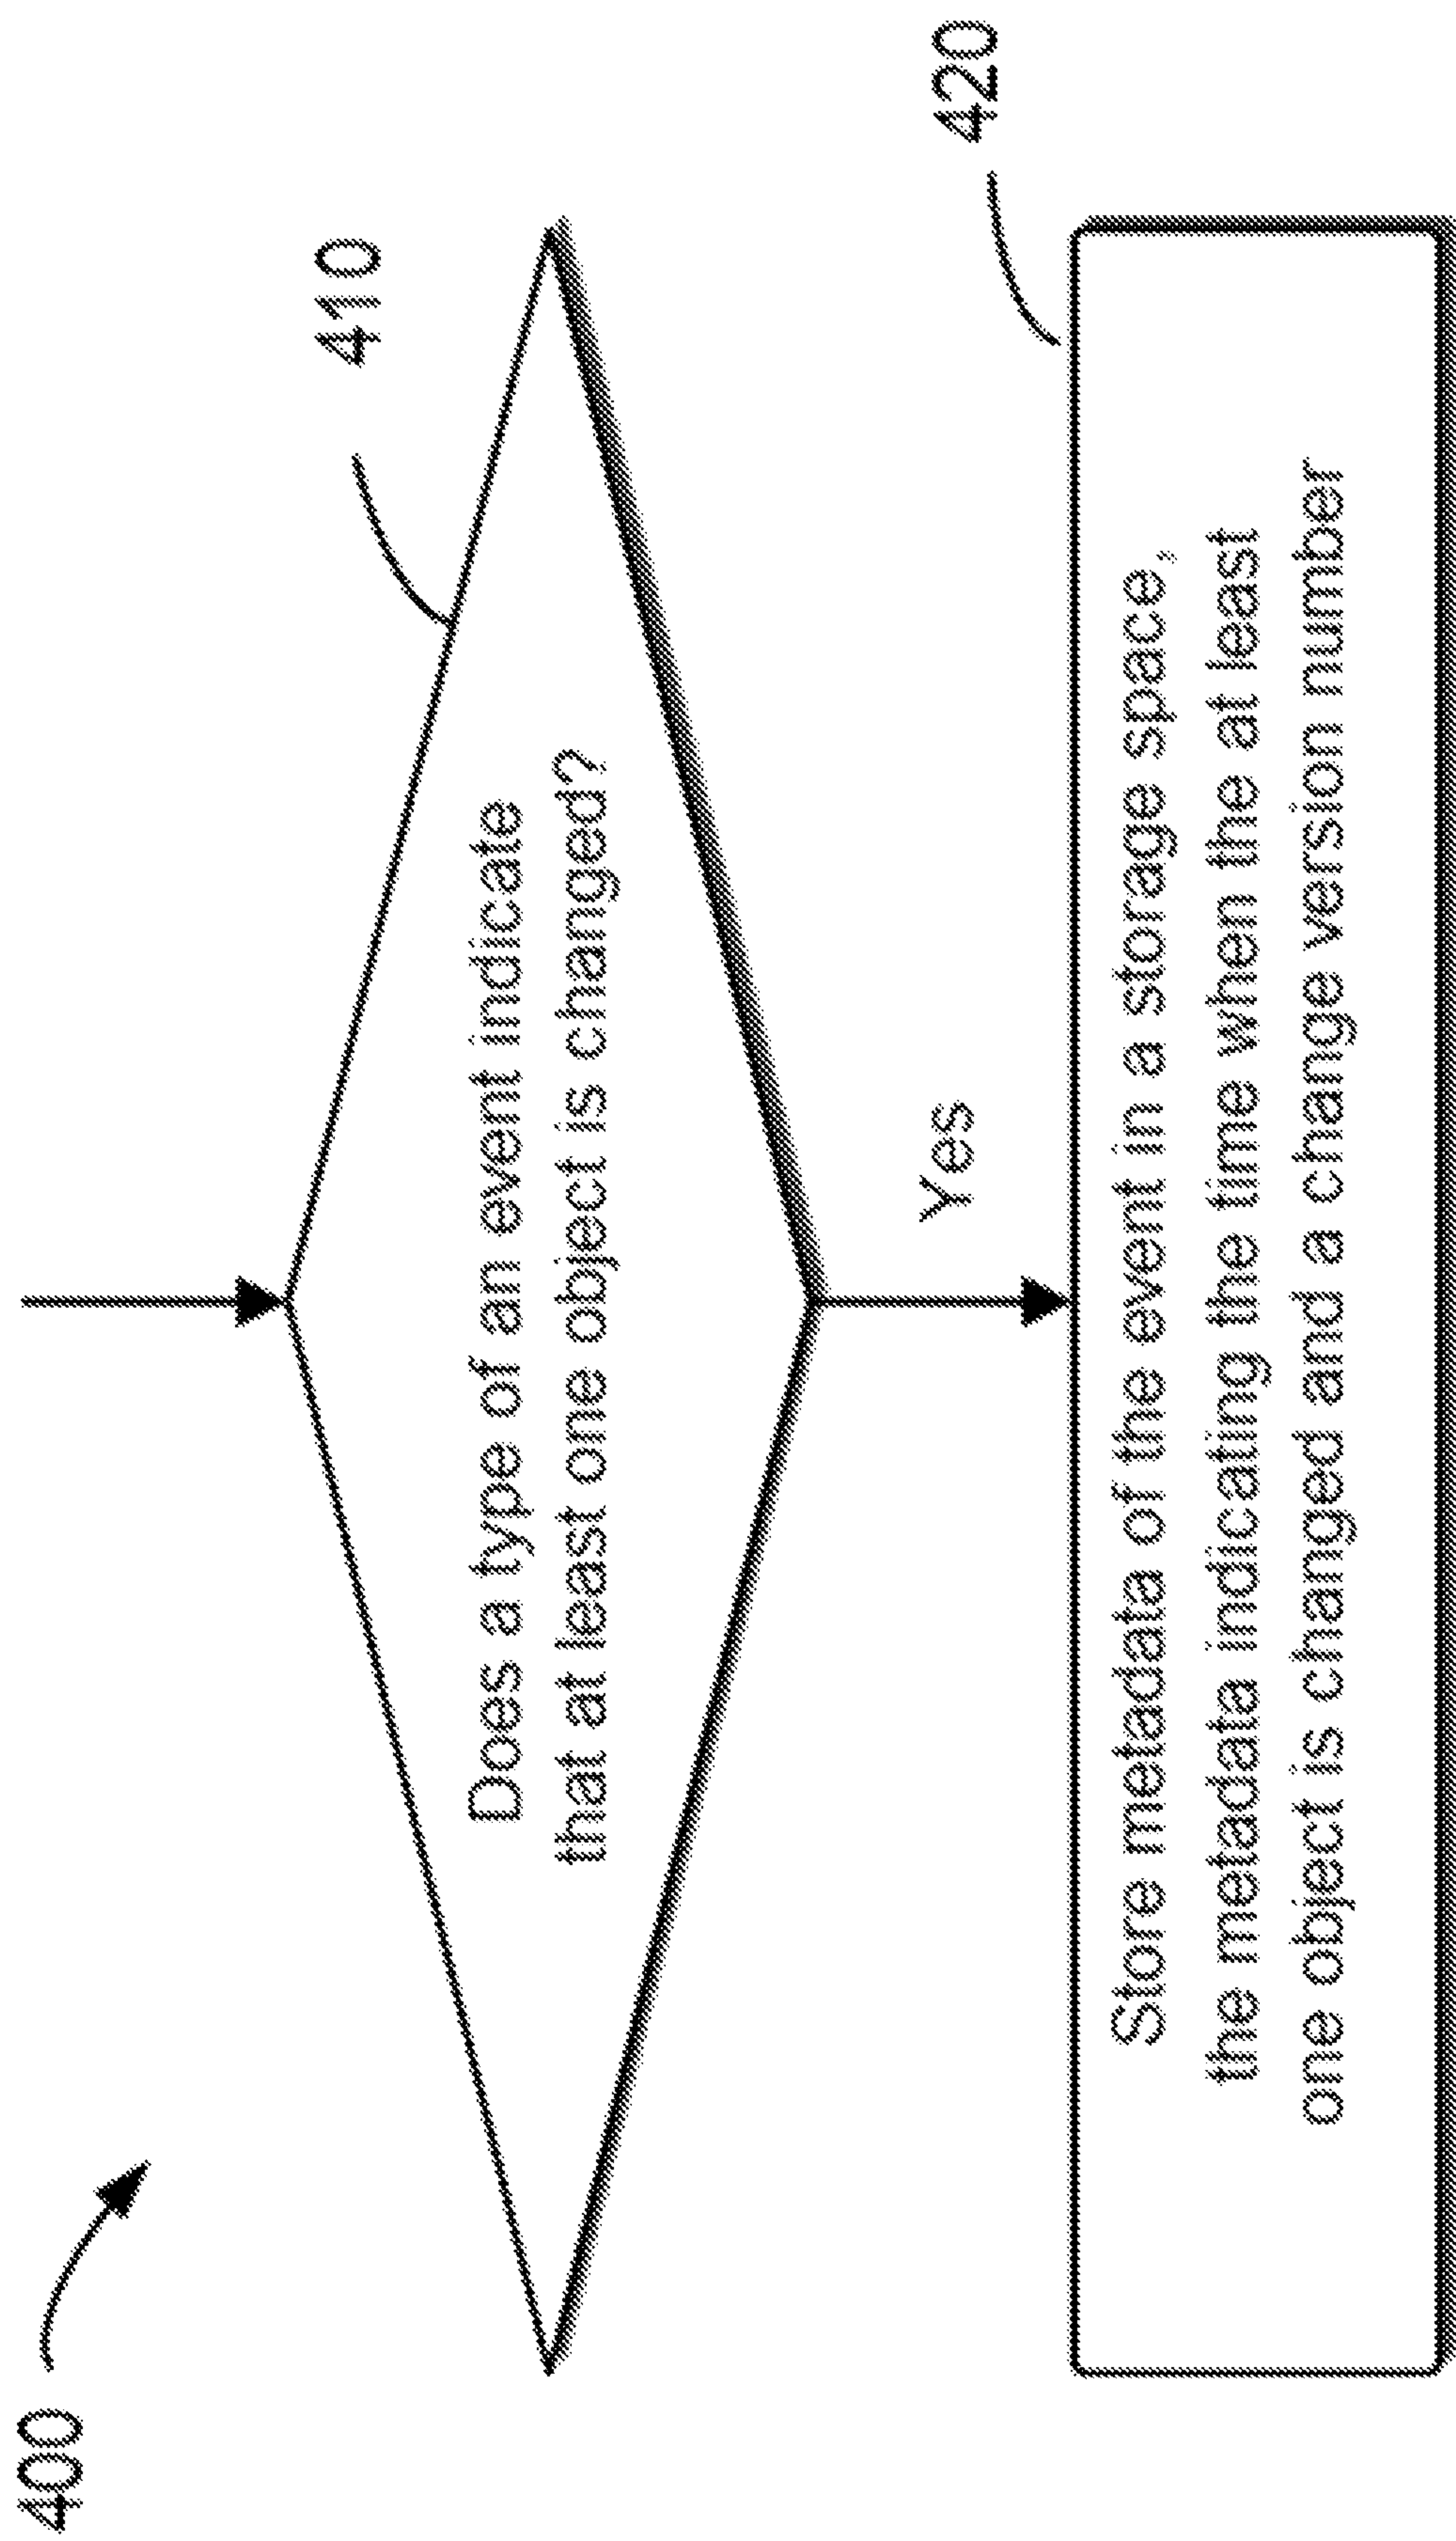 400
410
Does a type of an event indicate
that at least one object is changed?
Yes
420
Store metadata of the event in a storage space,
the metadata indicating the time when the at least
one object is changed and a change version number